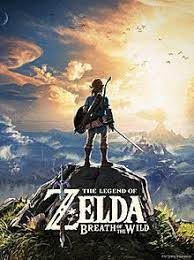 THE LEGEND OF
ZELDA
BREATH OF THE WILD